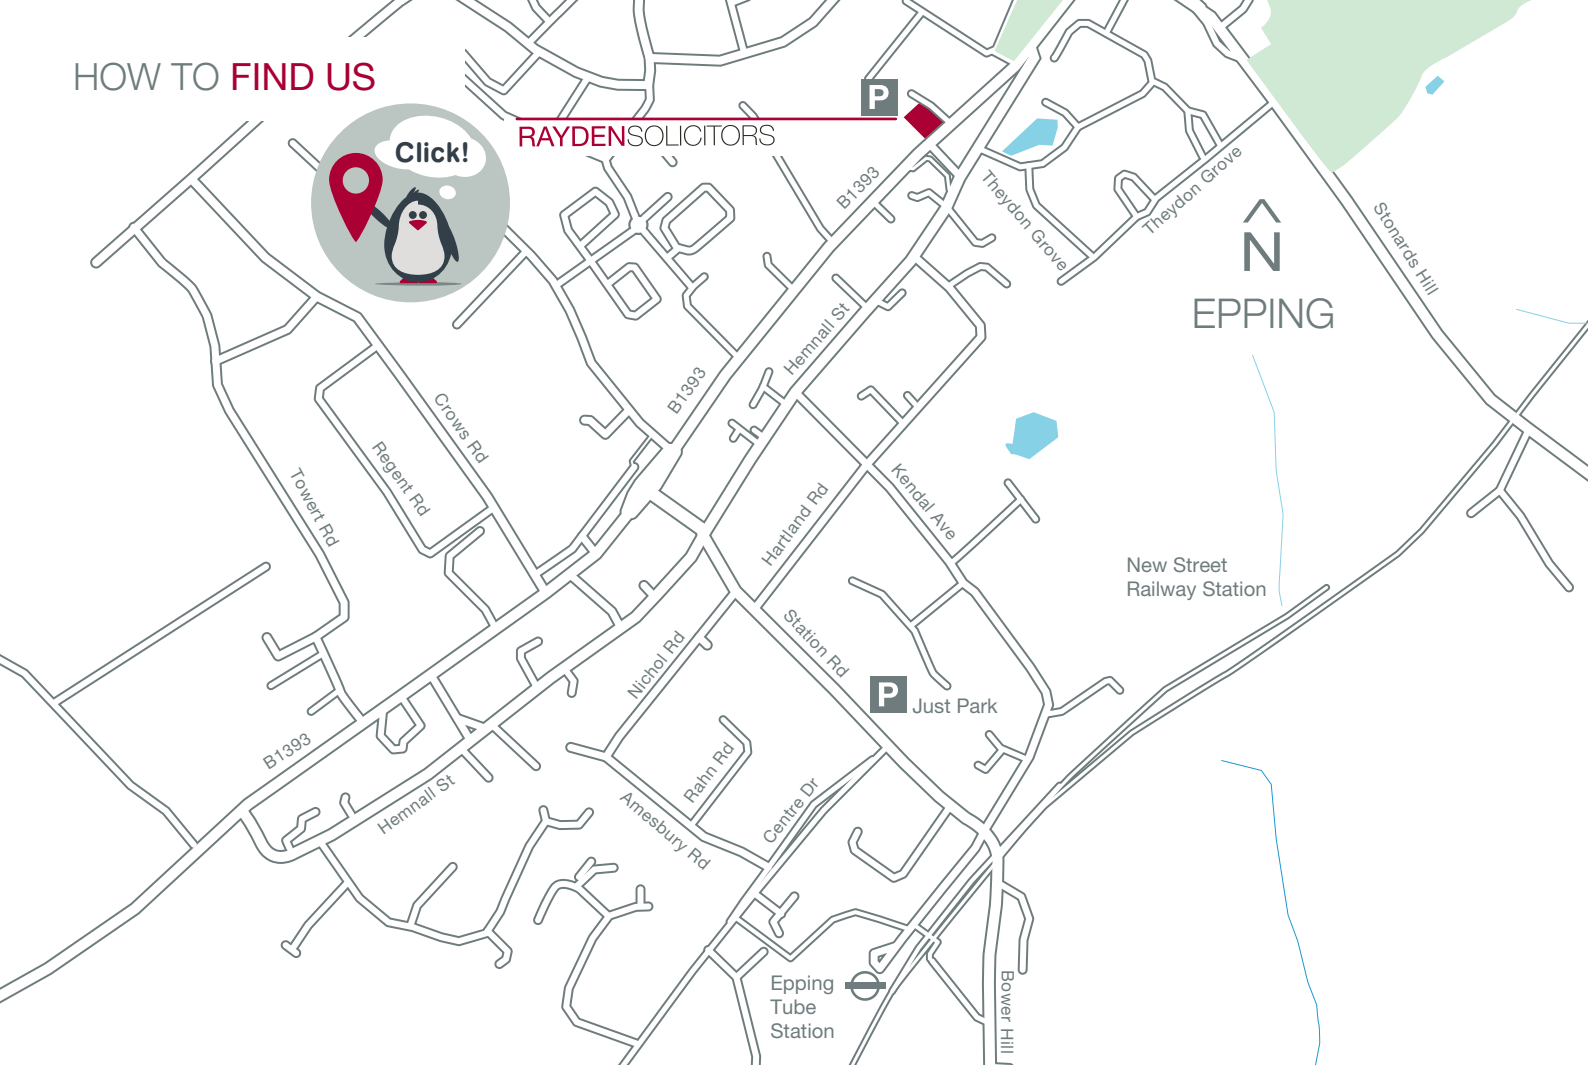 HOW TO FIND US
Click!
P
RAYDENSOLICITORS
B1393
Theydon Grove
Theydon Grove
N
EPPING
Stonards Hill
Hemnall St
B1393
Crows Rd
Regent Rd
Towert Rd
Kendal Ave
Hartland Rd
New Street
Railway Station
Station Rd
Nichol Rd
P
Just Park
B1393
Hemnall St
Rahn Rd
Centre Dr
Amesbury Rd
Epping
Tube
Station
Bower Hill